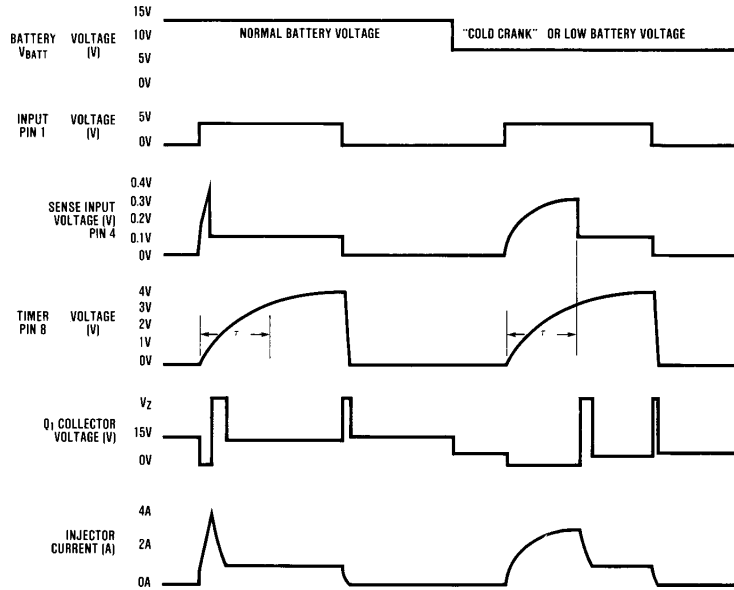 BATTERY VOLTAGE
VBATT (V)
15V
10V
5V
0V
NORMAL BATTERY VOLTAGE
"COLD CRANK" OR LOW BATTERY VOLTAGE
INPUT VOLTAGE
PIN 1 (V)
5V
0V
SENSE INPUT
VOLTAGE (V)
PIN 4
0.4V
0.3V
0.2V
0.1V
0V
TIMER VOLTAGE
PIN 8 (V)
4V
3V
2V
1V
0V
τ
τ
Q1 COLLECTOR
VOLTAGE (V)
VZ
15V
0V
INJECTOR
CURRENT (A)
4A
2A
0A